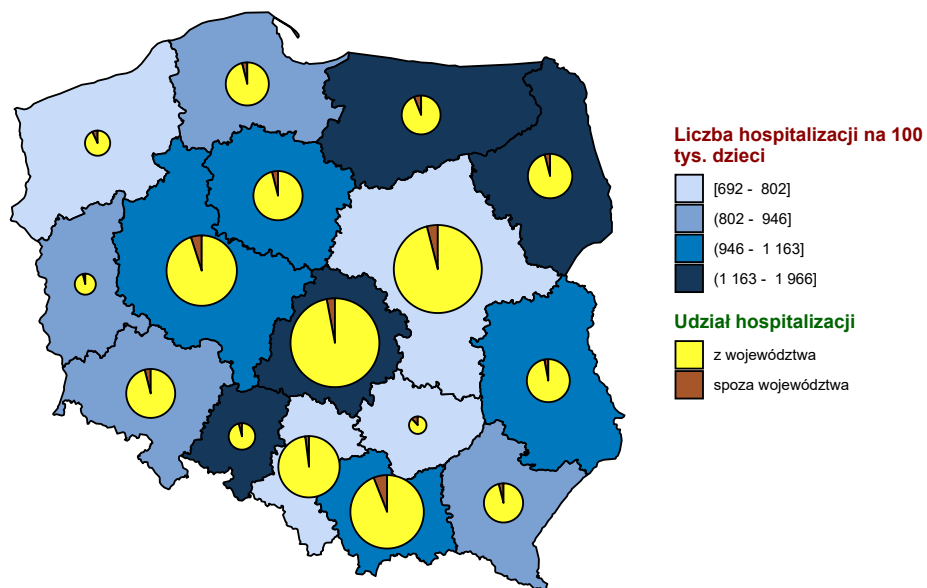 Liczba hospitalizacji na 100
tys. dzieci
[692 - 802]
(802 - 946]
(946 - 1 163]
(1 163 - 1 966]
Udział hospitalizacji
z województwa
spoza województwa